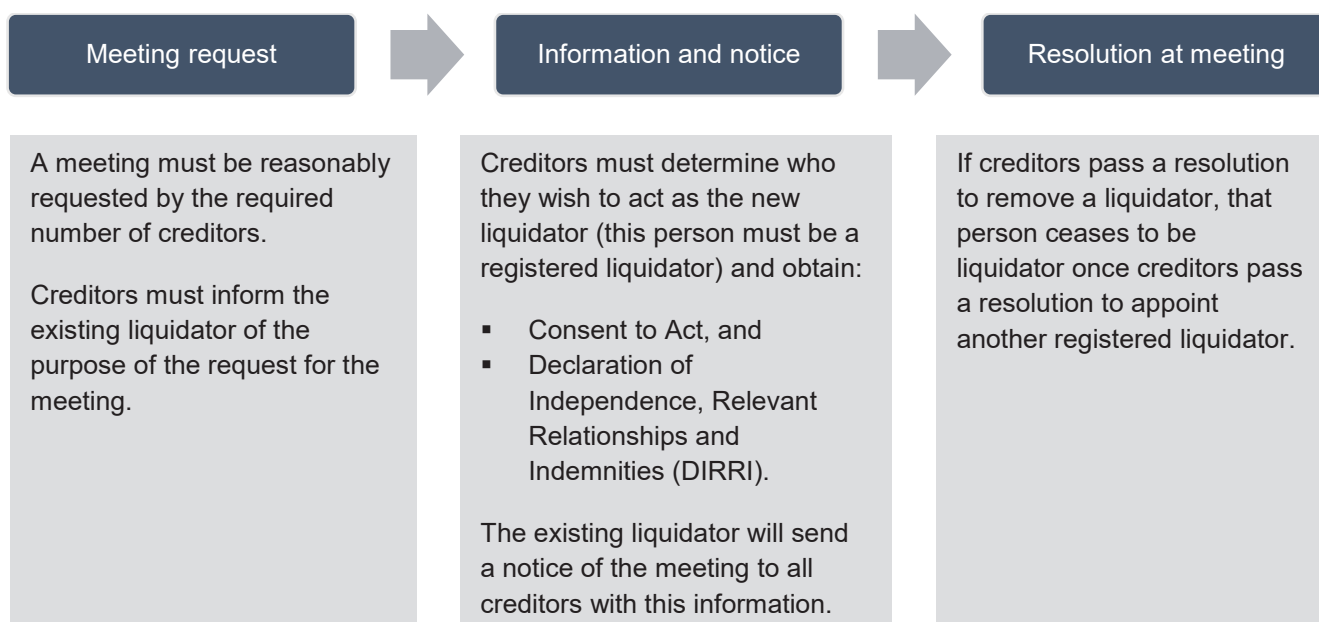 Meeting request
Information and notice
Resolution at meeting
A meeting must be reasonably
requested by the required
number of creditors.
Creditors must inform the
existing liquidator of the
purpose of the request for the
meeting.
Creditors must determine who
they wish to act as the new
liquidator (this person must be a
registered liquidator) and obtain:
▪ Consent to Act, and
▪ Declaration of
Independence, Relevant
Relationships and
Indemnities (DIRRI).
The existing liquidator will send
a notice of the meeting to all
creditors with this information.
If creditors pass a resolution
to remove a liquidator, that
person ceases to be
liquidator once creditors pass
a resolution to appoint
another registered liquidator.